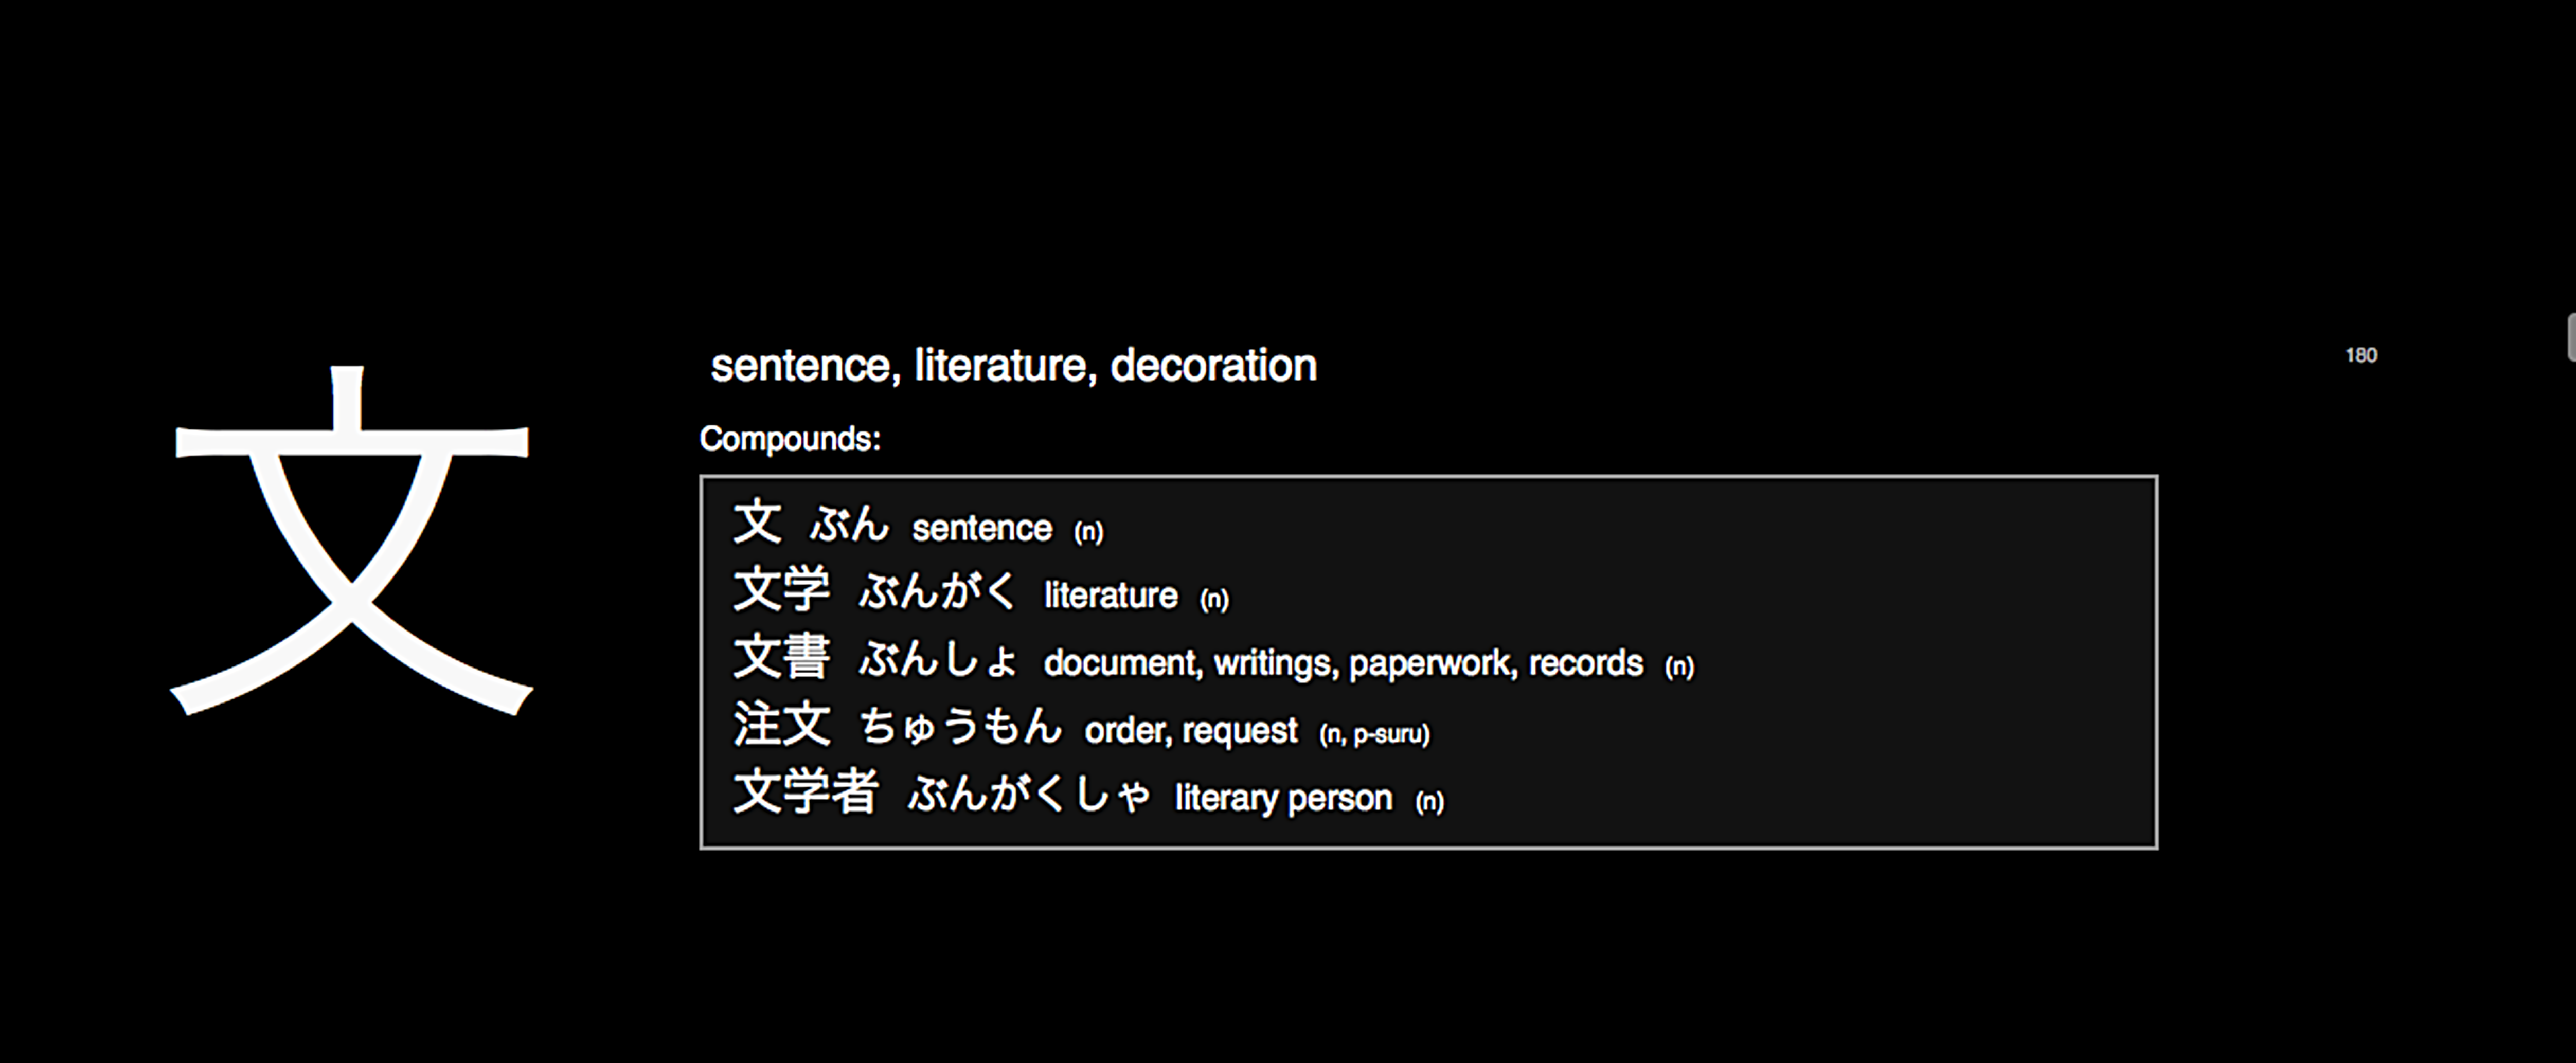 文
sentence, literature, decoration
180
Compounds:
文 ぶん sentence (n)
文学 ぶんがく literature (n)
文書 ぶんしょ document, writings, paperwork, records (n)
注文 ちゅうもん order, request (n, p-suru)
文学者 ぶんがくしゃ literary person (n)